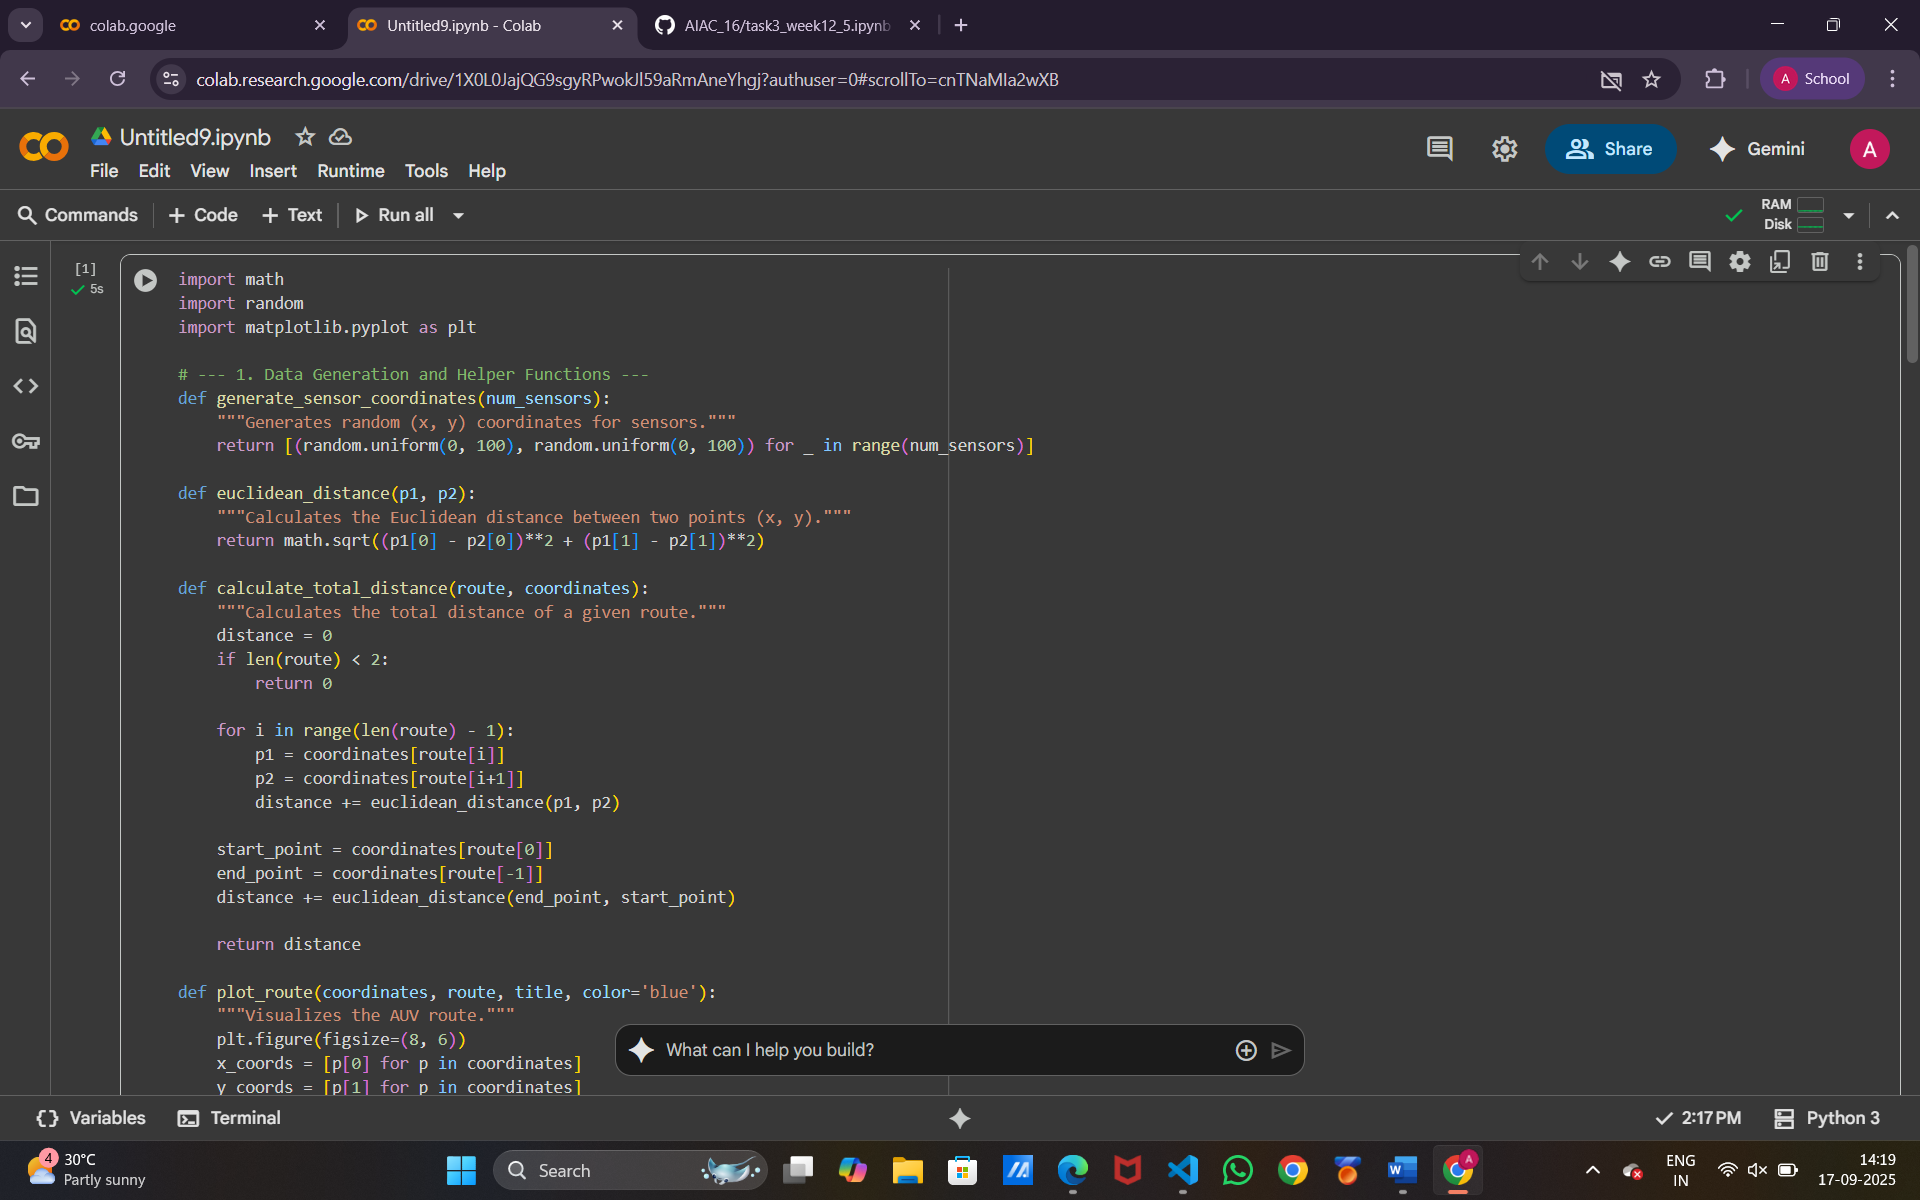 colab.google
Untitled9.ipynb - Colab
AIAC_16/task3_week12_5.ipynb
colab.research.google.com/drive/1X0L0JajQG9sgyRPwokJl59aRmAneYhgj?authuser=0#scrollTo=cnTNaMIa2wXB
A School
Untitled9.ipynb
File Edit View Insert Runtime Tools Help
Share
Gemini
A
Commands + Code + Text Run all
RAM
Disk
[1]
5s
import math
import random
import matplotlib.pyplot as plt
# --- 1. Data Generation and Helper Functions ---
def generate_sensor_coordinates(num_sensors):
"""Generates random (x, y) coordinates for sensors."""
return [(random.uniform(0, 100), random.uniform(0, 100)) for _ in range(num_sensors)]
def euclidean_distance(p1, p2):
"""Calculates the Euclidean distance between two points (x, y)."""
return math.sqrt((p1[0] - p2[0])**2 + (p1[1] - p2[1])**2)
def calculate_total_distance(route, coordinates):
"""Calculates the total distance of a given route."""
distance = 0
if len(route) < 2:
return 0
for i in range(len(route) - 1):
p1 = coordinates[route[i]]
p2 = coordinates[route[i+1]]
distance += euclidean_distance(p1, p2)
start_point = coordinates[route[0]]
end_point = coordinates[route[-1]]
distance += euclidean_distance(end_point, start_point)
return distance
def plot_route(coordinates, route, title, color='blue'):
"""Visualizes the AUV route."""
plt.figure(figsize=(8, 6))
x_coords = [p[0] for p in coordinates]
y_coords = [p[1] for p in coordinates]
What can I help you build?
Variables
Terminal
2:17 PM
Python 3
4
30°C
Partly sunny
Search
A
ENG
IN
14:19
17-09-2025